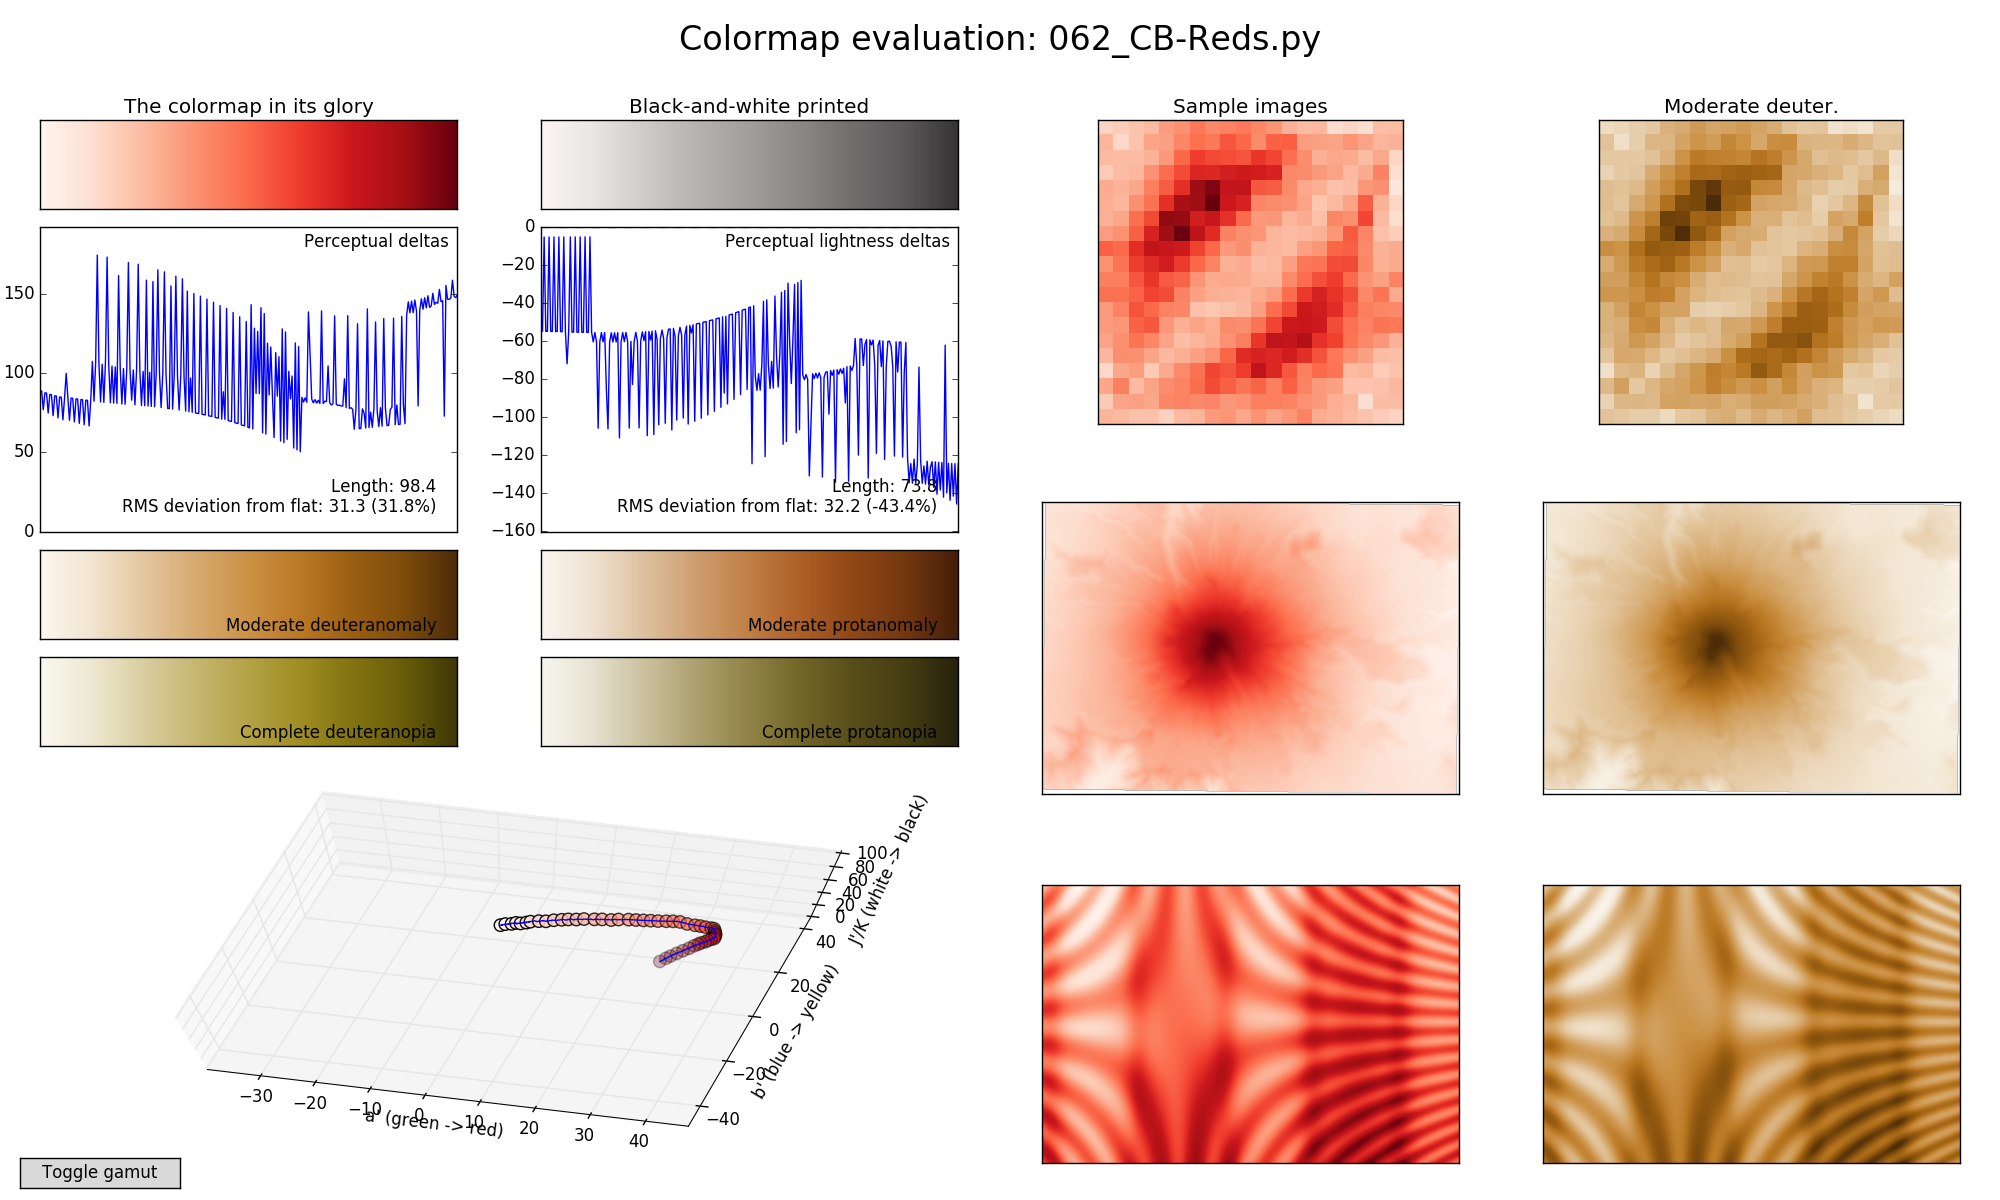 Colormap evaluation: 062_CB-Reds.py
The colormap in its glory
Black-and-white printed
Sample images
Moderate deuter.
Perceptual deltas
150
100
50
0
Length: 98.4
RMS deviation from flat: 31.3 (31.8%)
Perceptual lightness deltas
0
−20
−40
−60
−80
−100
−120
−140
−160
Length: 73.8
RMS deviation from flat: 32.2 (-43.4%)
Moderate deuteranomaly
Moderate protanomaly
Complete deuteranopia
Complete protanopia
100
80
60
40
20
0
J'/K (white -> black)
40
20
0
−20
−40
b' (blue -> yellow)
−30
−20
−10
0
10
20
30
40
a' (green -> red)
Toggle gamut